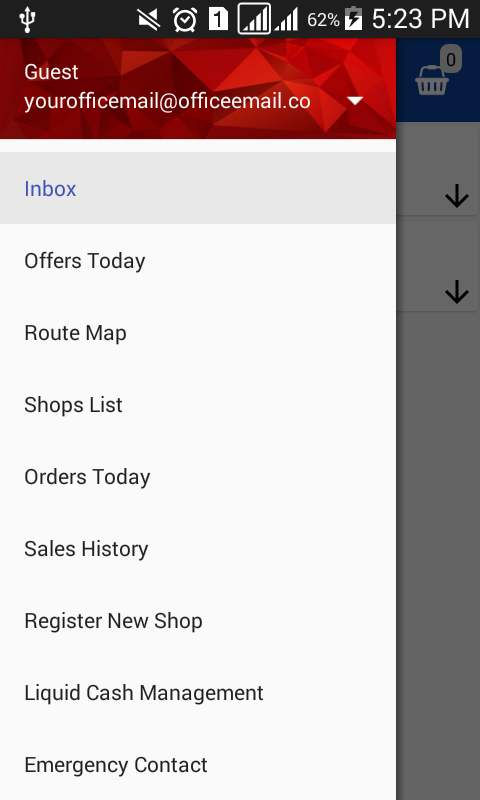 1 62% 5:23 PM
Guest
yourofficemail@officeemail.co
0
Inbox
Offers Today
Route Map
Shops List
Orders Today
Sales History
Register New Shop
Liquid Cash Management
Emergency Contact